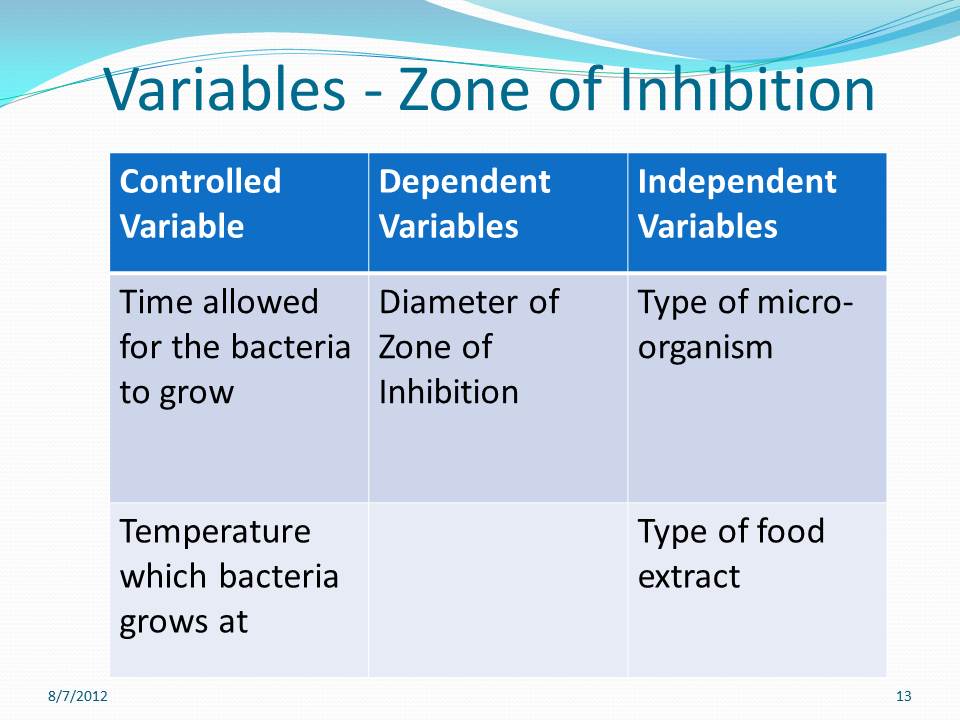 Variables - Zone of Inhibition
Controlled
Variable
Dependent
Variables
Independent
Variables
Time allowed
for the bacteria
to grow
Diameter of
Zone of
Inhibition
Type of micro-
organism
Temperature
which bacteria
grows at
Type of food
extract
8/7/2012
13